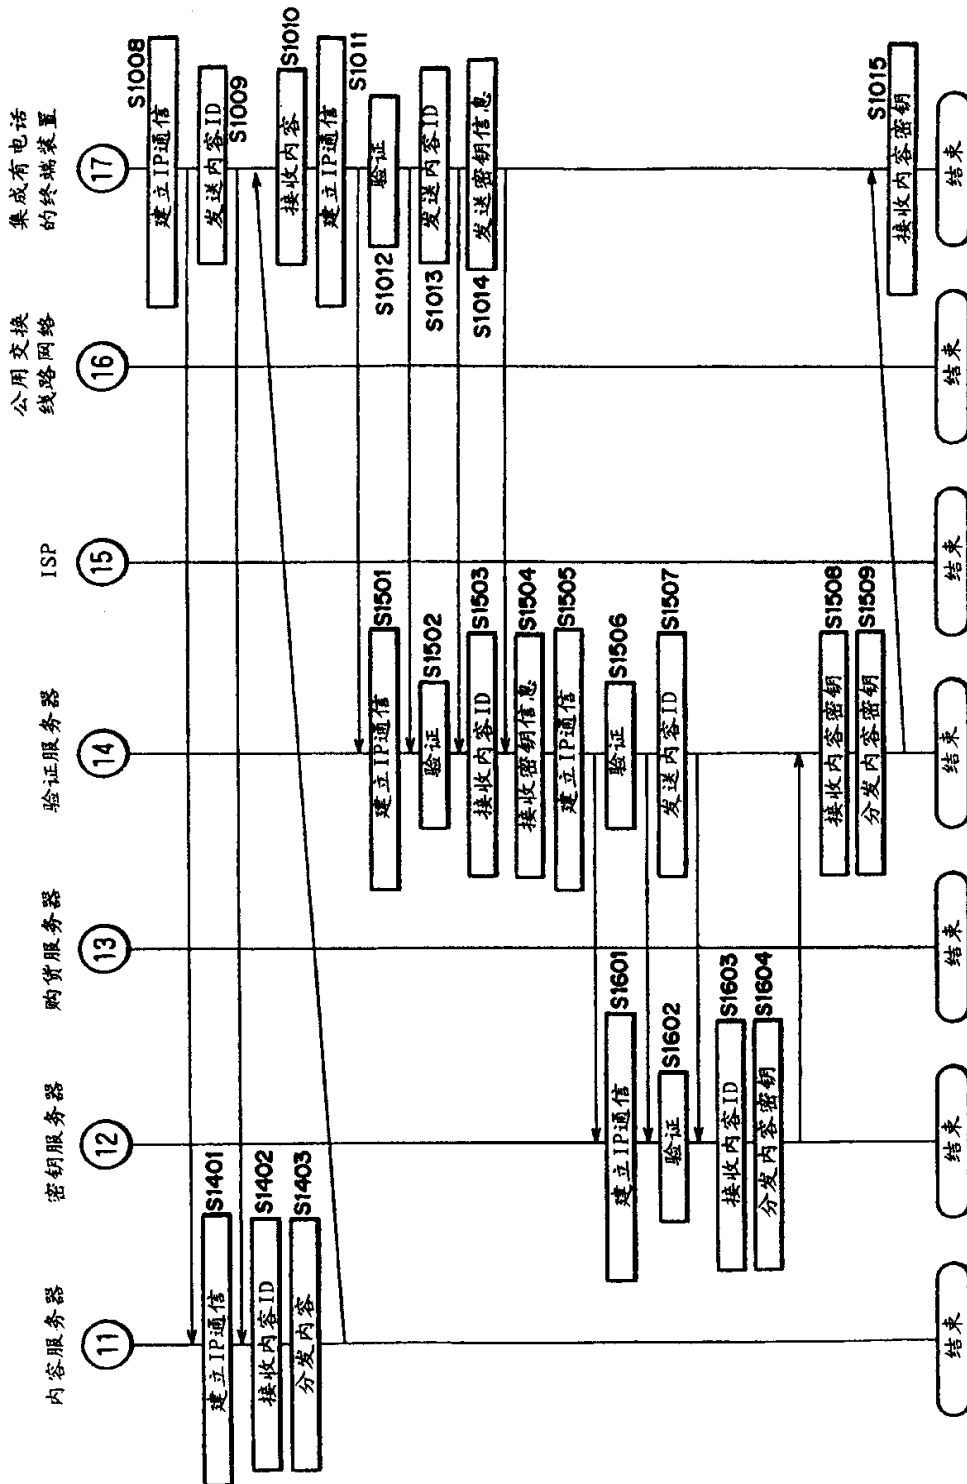 内容服务器
密钥服务器
购货服务器
验证服务器
ISP
公用交换
线路网络
集成有电话
的终端装置
11
12
13
14
15
16
17
建立IP通信
S1008
发送内容ID
S1009
建立IP通信
S1401
接收内容ID
S1402
分发内容
S1403
接收内容
S1010
建立IP通信
S1011
建立IP通信
S1501
验证
S1012
验证
S1502
发送内容ID
S1013
接收内容ID
S1503
发送密钥信息
S1014
接收密钥信息
S1504
建立IP通信
S1505
建立IP通信
S1601
验证
S1506
验证
S1602
发送内容ID
S1507
接收内容ID
S1603
分发内容密钥
S1604
接收内容密钥
S1508
分发内容密钥
S1509
接收内容密钥
S1015
结束
结束
结束
结束
结束
结束
结束